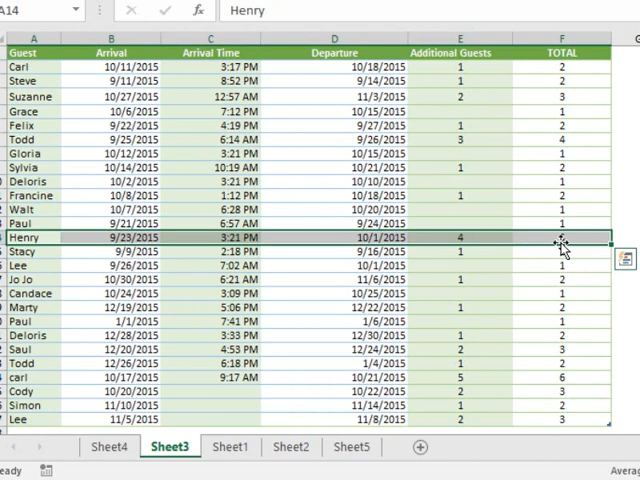 A14 fx Henry
A B C D E F G
Guest Arrival Arrival Time Departure Additional Guests TOTAL
Carl 10/11/2015 3:17 PM 10/18/2015 1 2
Steve 9/11/2015 8:52 PM 9/14/2015 1 2
Suzanne 10/27/2015 12:57 AM 11/3/2015 2 3
Grace 10/6/2015 7:12 PM 10/15/2015 1
Felix 9/22/2015 4:19 PM 9/27/2015 1 2
Todd 9/25/2015 6:14 AM 9/26/2015 3 4
Gloria 10/12/2015 3:21 PM 10/15/2015 1
Sylvia 10/14/2015 10:19 AM 10/21/2015 1 2
Deloris 10/2/2015 3:21 PM 10/10/2015 1
Francine 10/8/2015 1:12 PM 10/18/2015 1 2
Walt 10/7/2015 6:28 PM 10/20/2015 1
Paul 9/21/2015 6:57 AM 9/24/2015 1
Henry 9/23/2015 3:21 PM 10/1/2015 4
Stacy 9/9/2015 2:18 PM 9/16/2015 1
Lee 9/26/2015 7:02 AM 10/1/2015 1
Jo Jo 10/30/2015 6:21 AM 11/6/2015 1 2
Candace 10/24/2015 3:09 PM 10/25/2015 1
Marty 12/19/2015 5:06 PM 12/22/2015 1 2
Paul 1/1/2015 7:41 PM 1/6/2015 1
Deloris 12/28/2015 3:33 PM 12/30/2015 1 2
Saul 12/20/2015 4:53 PM 12/24/2015 2 3
Todd 12/26/2015 6:18 PM 1/4/2015 1 2
carl 10/17/2015 9:17 AM 10/21/2015 5 6
Cody 10/20/2015 10/22/2015 2 3
Simon 11/10/2015 11/14/2015 1 2
Lee 11/5/2015 11/8/2015 2 3
Sheet4 Sheet3 Sheet1 Sheet2 Sheet5
eady Averag